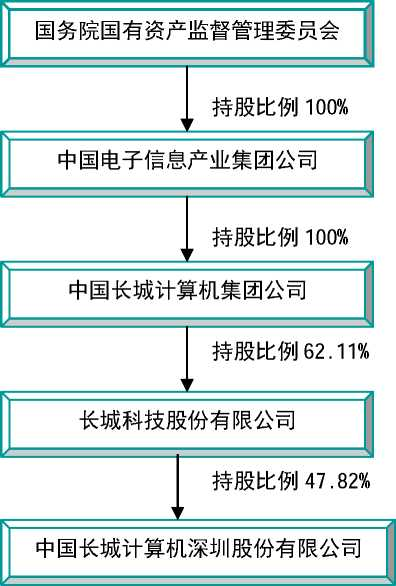 国务院国有资产监督管理委员会
持股比例 100%
中国电子信息产业集团公司
持股比例 100%
中国长城计算机集团公司
持股比例 62.11%
长城科技股份有限公司
持股比例 47.82%
中国长城计算机深圳股份有限公司